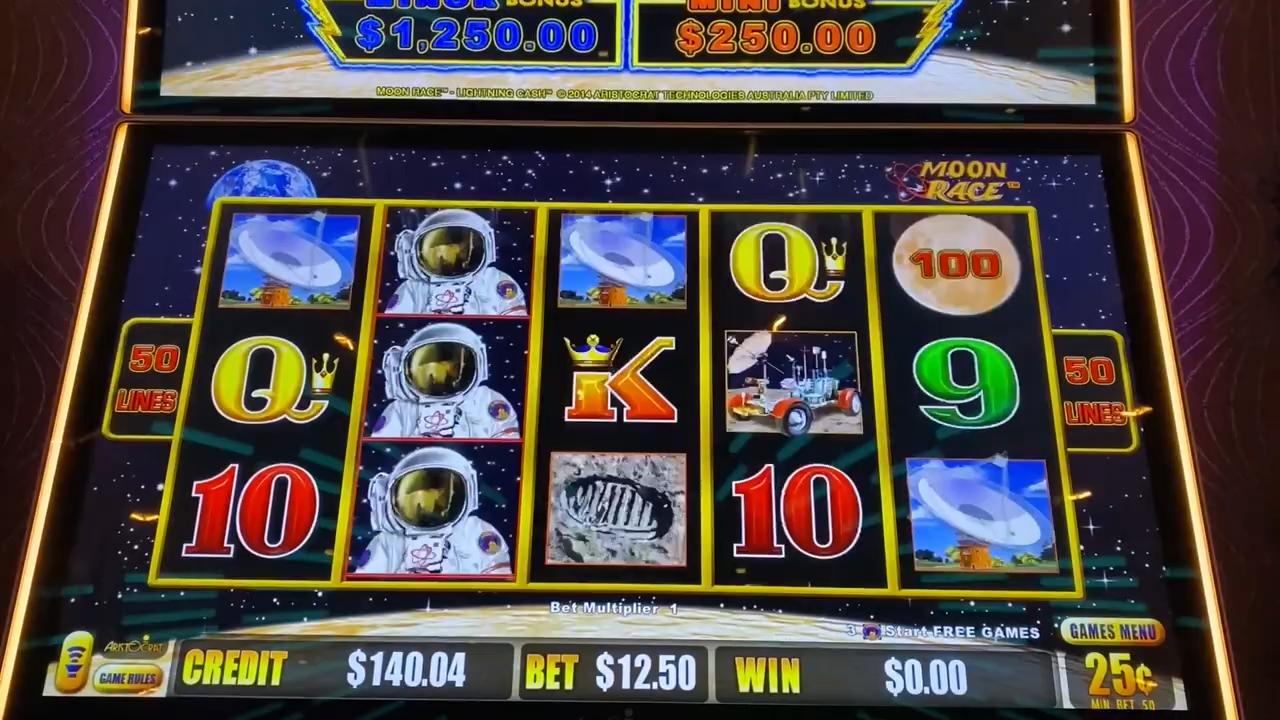 MINOR BONUS
MINI BONUS
$1,250.00
$250.00
MOON RACE™ - LIGHTNING CASH™ © 2014 ARISTOCRAT TECHNOLOGIES AUSTRALIA PTY LIMITED
MOON
RACE™
Q
100
50
LINES
Q
K
9
50
LINES
10
10
Bet Multiplier 1
3 Start FREE GAMES
GAMES MENU
ARISTOCRAT
GAME RULES
CREDIT $140.04
BET $12.50
WIN $0.00
25¢
MIN BET 50